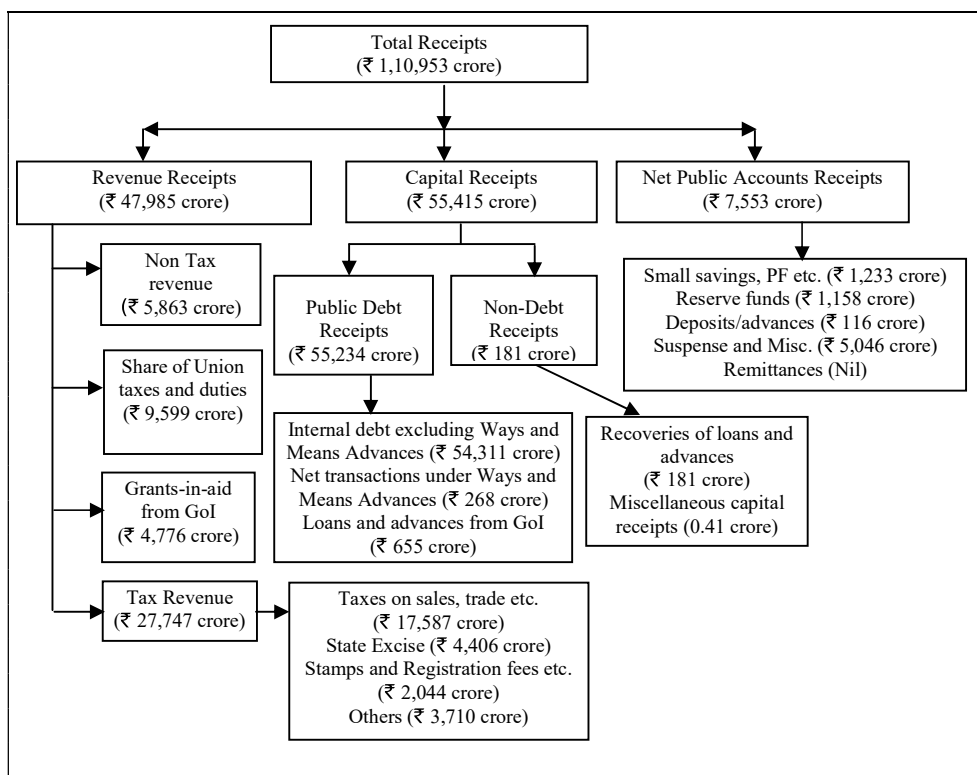 Total Receipts
(₹ 1,10,953 crore)
Revenue Receipts
(₹ 47,985 crore)
Capital Receipts
(₹ 55,415 crore)
Net Public Accounts Receipts
(₹ 7,553 crore)
Non Tax
revenue
(₹ 5,863 crore)
Share of Union
taxes and duties
(₹ 9,599 crore)
Grants-in-aid
from GoI
(₹ 4,776 crore)
Tax Revenue
(₹ 27,747 crore)
Taxes on sales, trade etc.
(₹ 17,587 crore)
State Excise (₹ 4,406 crore)
Stamps and Registration fees etc.
(₹ 2,044 crore)
Others (₹ 3,710 crore)
Public Debt
Receipts
(₹ 55,234 crore)
Internal debt excluding Ways and
Means Advances (₹ 54,311 crore)
Net transactions under Ways and
Means Advances (₹ 268 crore)
Loans and advances from GoI
(₹ 655 crore)
Non-Debt
Receipts
(₹ 181 crore)
Recoveries of loans and
advances
(₹ 181 crore)
Miscellaneous capital
receipts (0.41 crore)
Small savings, PF etc. (₹ 1,233 crore)
Reserve funds (₹ 1,158 crore)
Deposits/advances (₹ 116 crore)
Suspense and Misc. (₹ 5,046 crore)
Remittances (Nil)